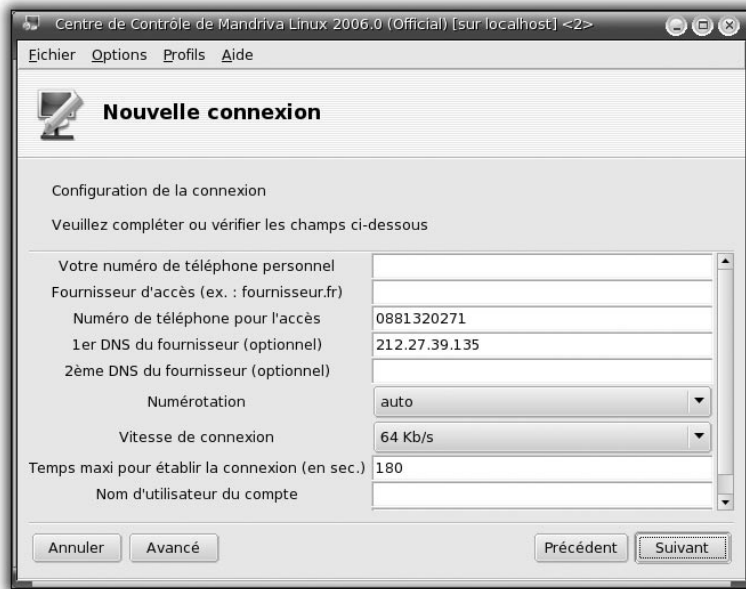 Centre de Contrôle de Mandriva Linux 2006.0 (Official) [sur localhost] <2>
Fichier Options Profils Aide
Nouvelle connexion
Configuration de la connexion
Veuillez compléter ou vérifier les champs ci-dessous
Votre numéro de téléphone personnel
Fournisseur d'accès (ex. : fournisseur.fr)
Numéro de téléphone pour l'accès 0881320271
1er DNS du fournisseur (optionnel) 212.27.39.135
2ème DNS du fournisseur (optionnel)
Numérotation auto
Vitesse de connexion 64 Kb/s
Temps maxi pour établir la connexion (en sec.) 180
Nom d'utilisateur du compte
Annuler Avancé Précédent Suivant